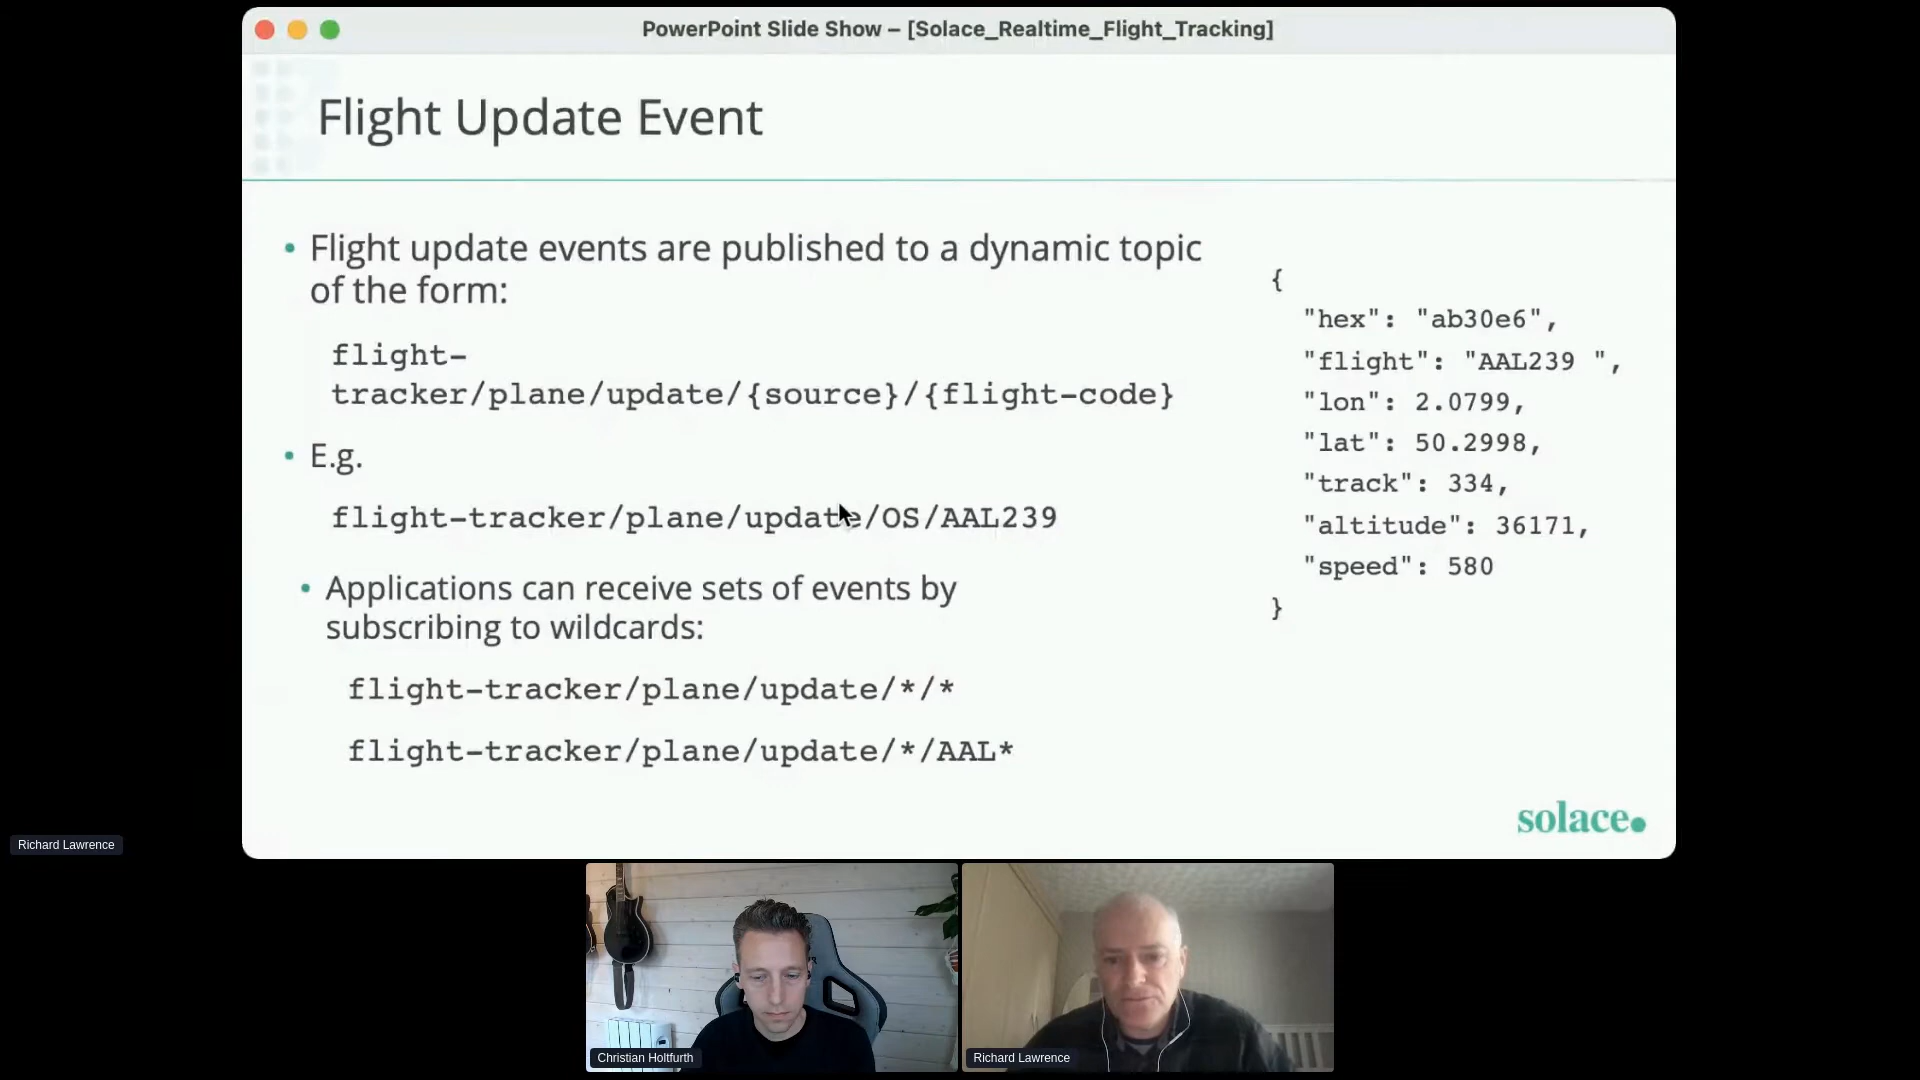 PowerPoint Slide Show – [Solace_Realtime_Flight_Tracking]
Flight Update Event
• Flight update events are published to a dynamic topic
of the form:
flight-
tracker/plane/update/{source}/{flight-code}
• E.g.
flight-tracker/plane/update/OS/AAL239
• Applications can receive sets of events by
subscribing to wildcards:
flight-tracker/plane/update/*/*
flight-tracker/plane/update/*/AAL*
{
"hex": "ab30e6",
"flight": "AAL239 ",
"lon": 2.0799,
"lat": 50.2998,
"track": 334,
"altitude": 36171,
"speed": 580
}
solace.
Richard Lawrence
Christian Holtfurth
Richard Lawrence